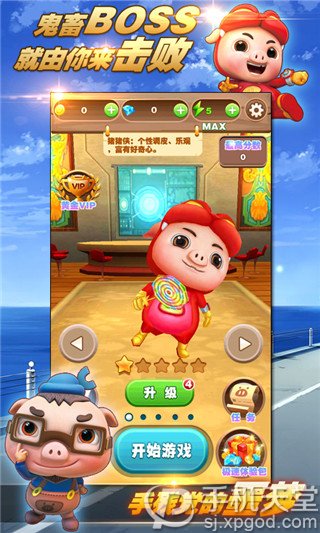 鬼畜BOSS
就由你来击败
0
0
5
MAX
猪猪侠：个性调皮、乐观，
富有好奇心。
最高分数
0
VIP
黄金VIP
升 级
4
任 务
开始游戏
极速体验包
手机天堂
sj.xpgod.com